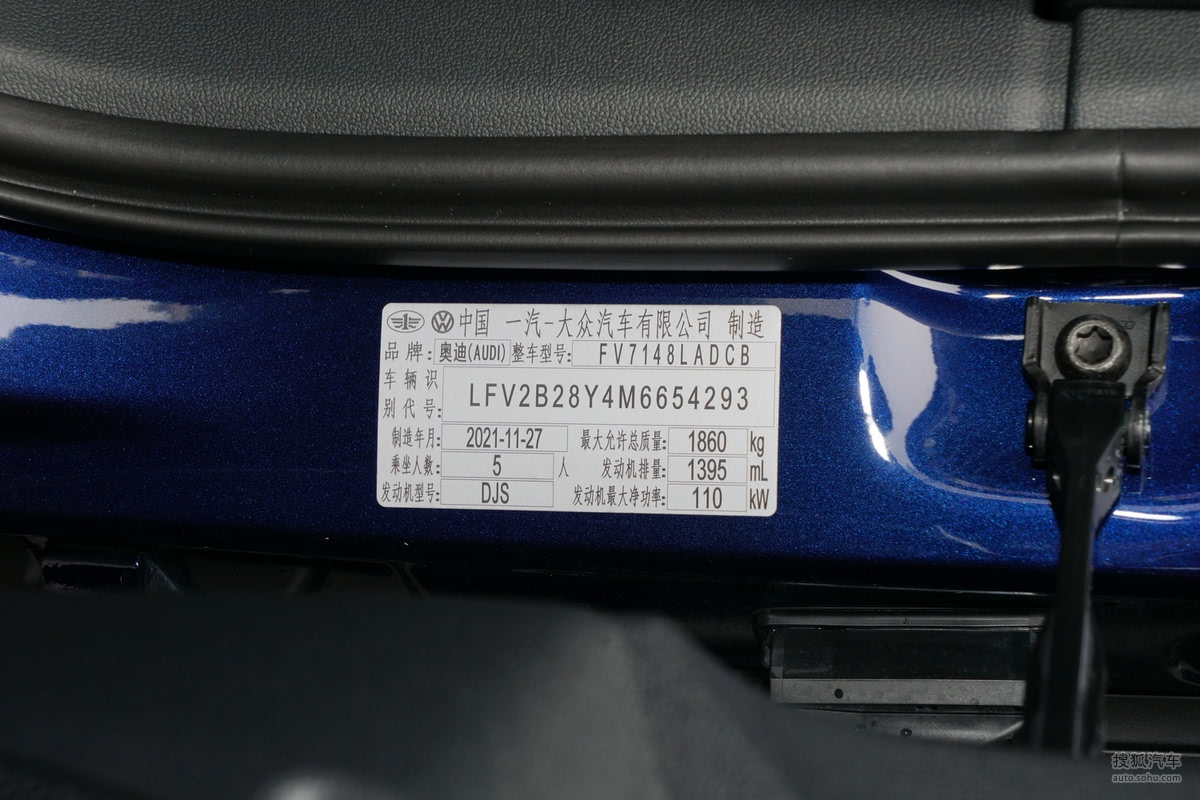 中国 一汽-大众汽车有限公司 制造
品牌: 奥迪(AUDI) 整车型号: FV7148LADCB
车辆识
别代号: LFV2B28Y4M6654293
制造年月: 2021-11-27 最大允许总质量: 1860 kg
乘坐人数: 5 人 发动机排量: 1395 mL
发动机型号: DJS 发动机最大净功率: 110 kW
搜狐汽车
auto.sohu.com